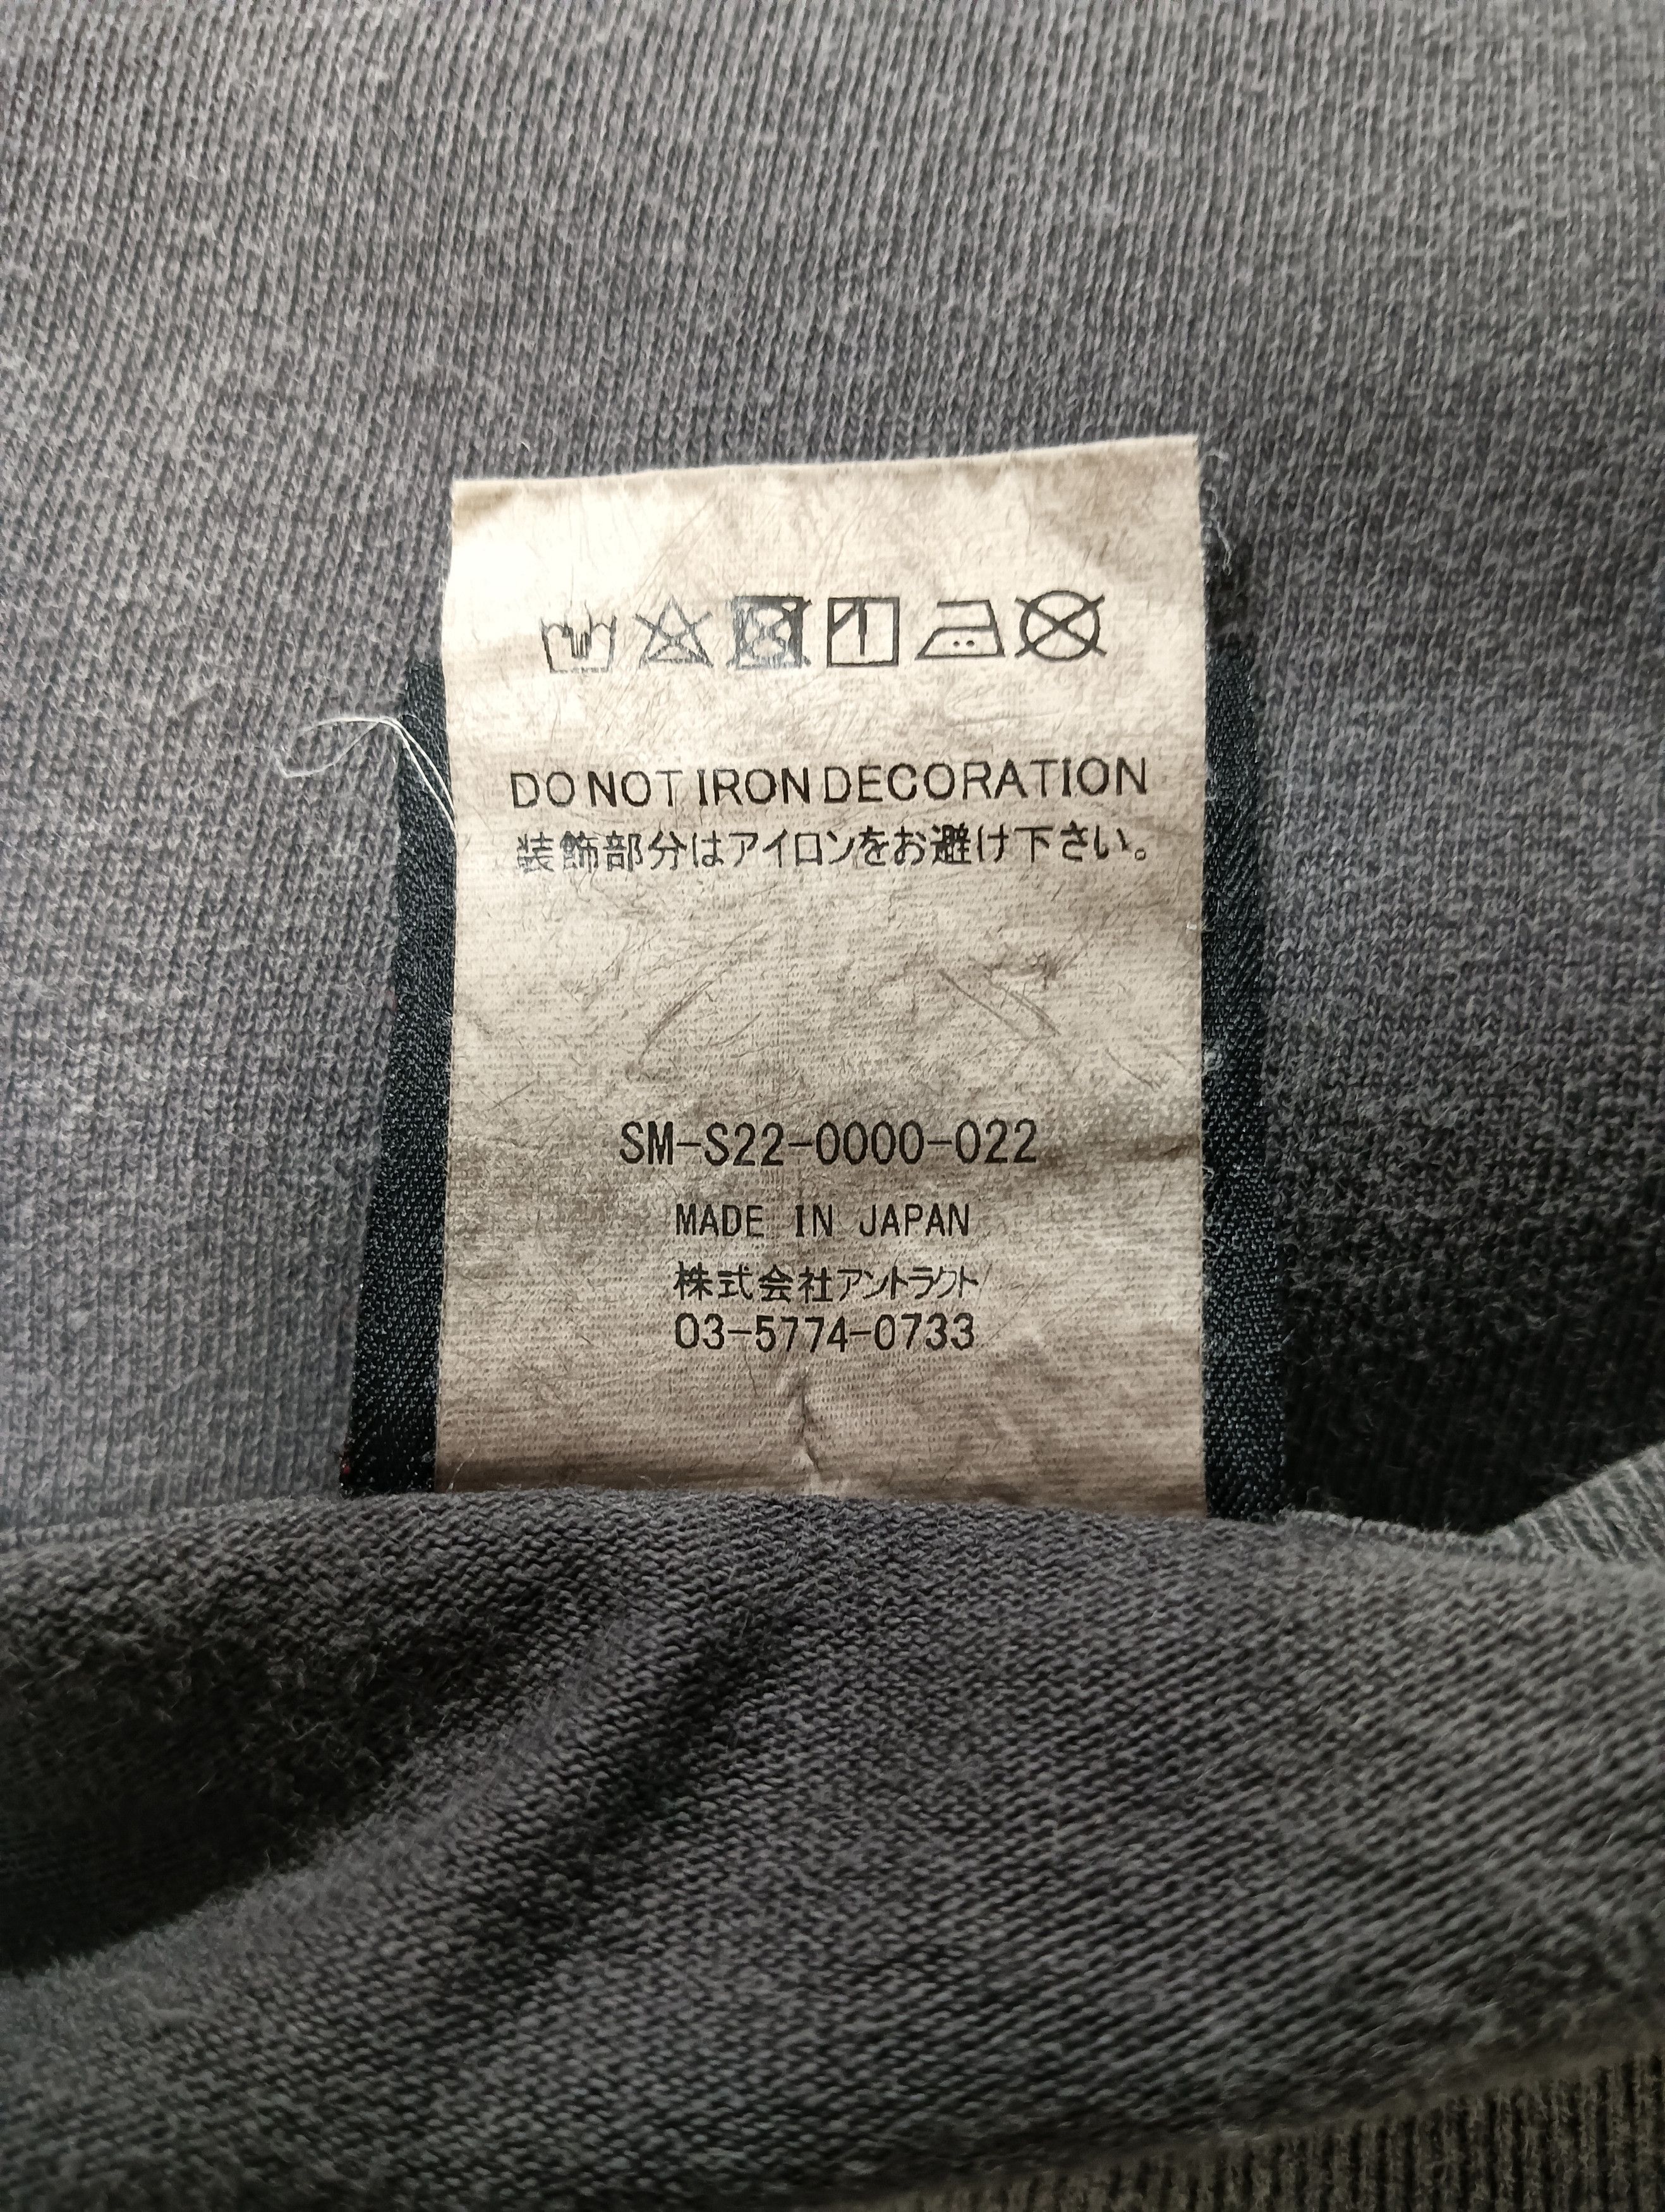 DO NOT IRON DECORATION
装飾部分はアイロンをお避け下さい。
SM-S22-0000-022
MADE IN JAPAN
株式会社アントラクト
03-5774-0733